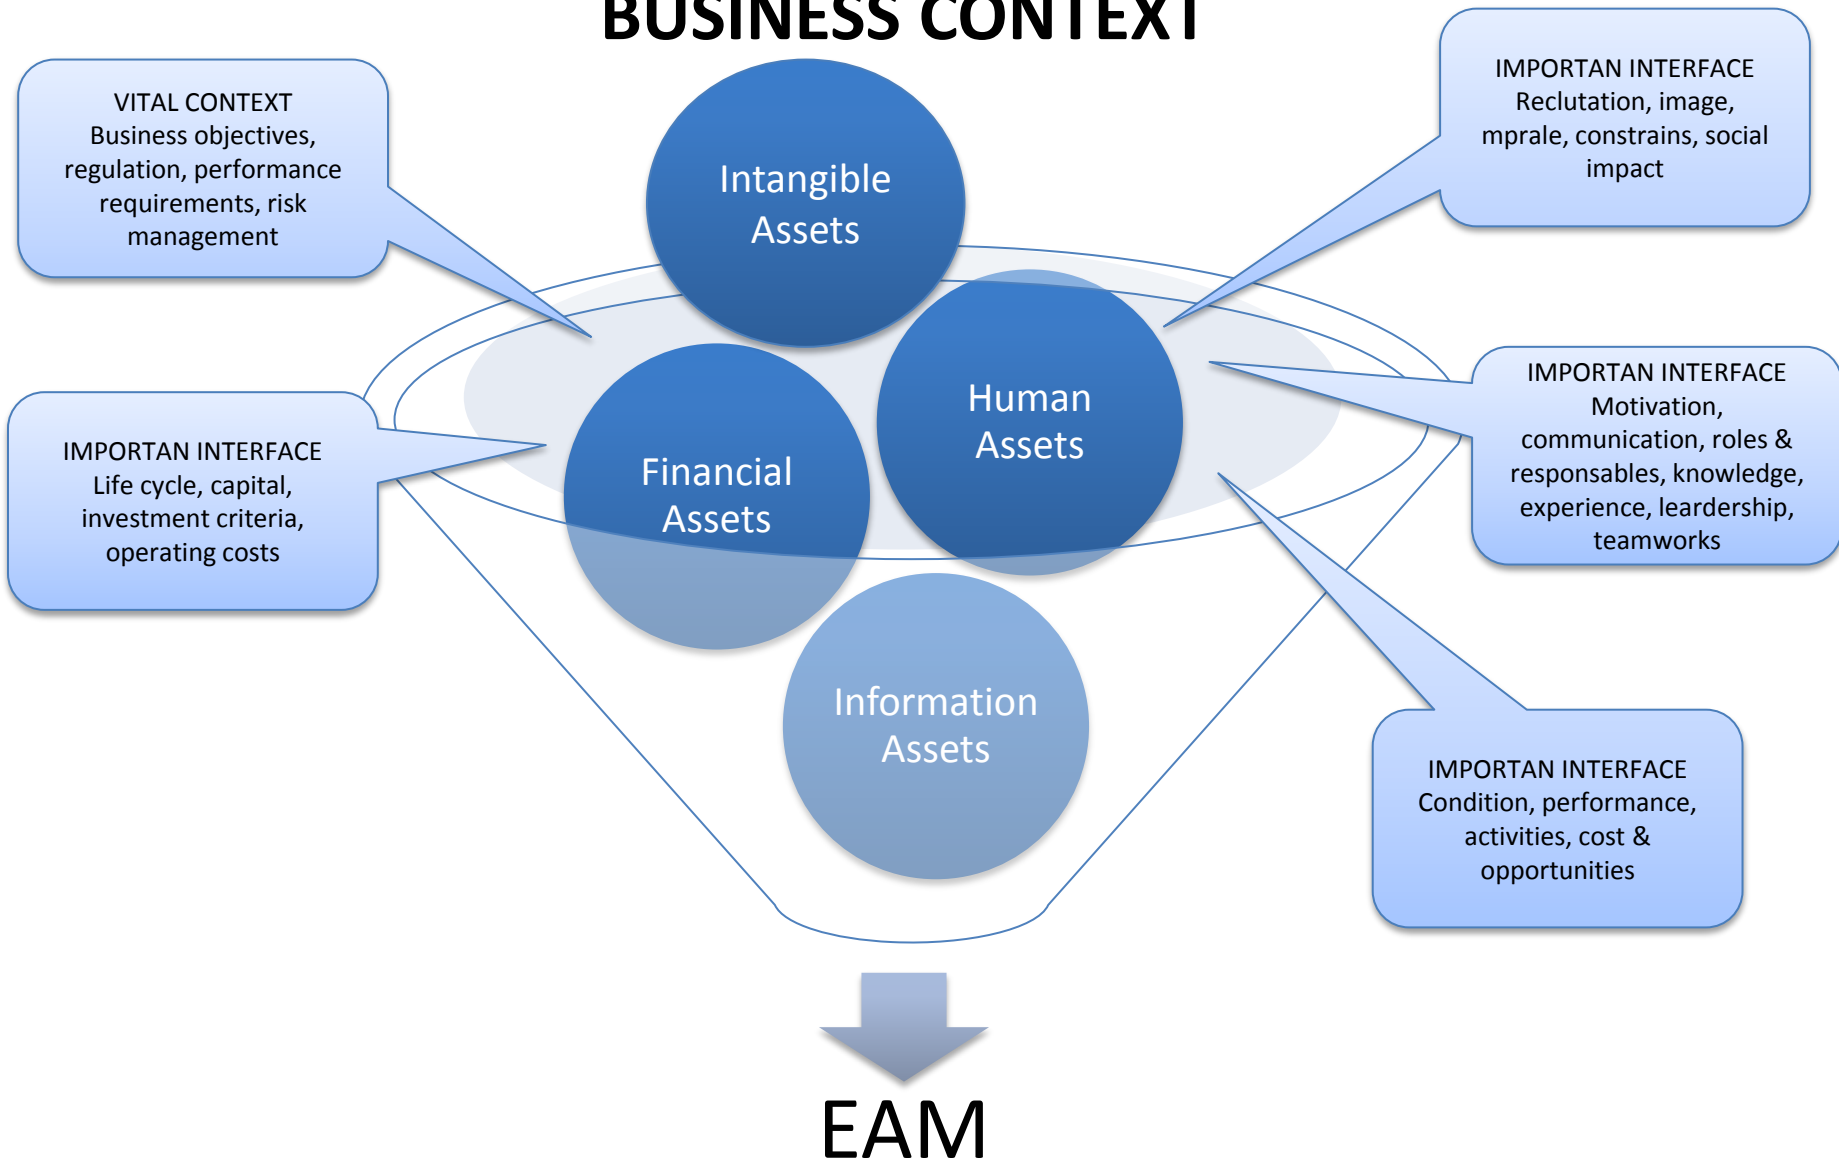 BUSINESS CONTEXT
VITAL CONTEXT
Business objectives,
regulation, performance
requirements, risk
management
IMPORTAN INTERFACE
Reclutation, image,
mprale, constrains, social
impact
Intangible
Assets
IMPORTAN INTERFACE
Life cycle, capital,
investment criteria,
operating costs
Financial
Assets
Human
Assets
IMPORTAN INTERFACE
Motivation,
communication, roles &
responsables, knowledge,
experience, leardership,
teamworks
Information
Assets
IMPORTAN INTERFACE
Condition, performance,
activities, cost &
opportunities
EAM